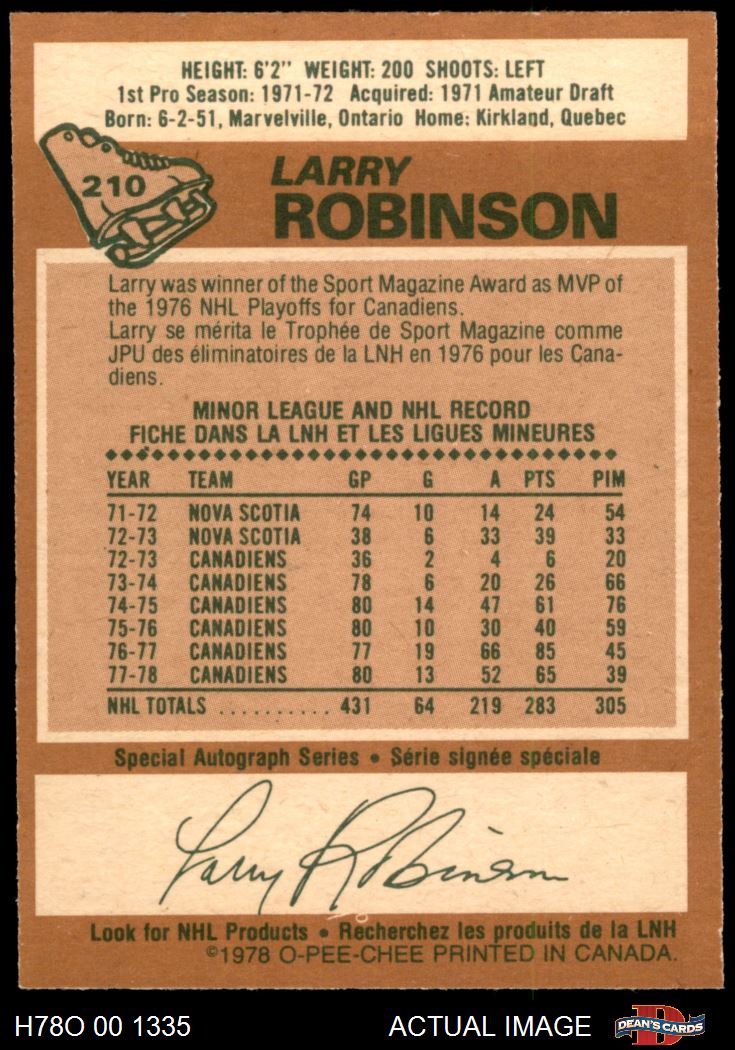 HEIGHT: 6'2" WEIGHT: 200 SHOOTS: LEFT
1st Pro Season: 1971-72 Acquired: 1971 Amateur Draft
Born: 6-2-51, Marvelville, Ontario Home: Kirkland, Quebec
210
LARRY
ROBINSON
Larry was winner of the Sport Magazine Award as MVP of
the 1976 NHL Playoffs for Canadiens.
Larry se mérita le Trophée de Sport Magazine comme
JPU des éliminatoires de la LNH en 1976 pour les Cana-
diens.
MINOR LEAGUE AND NHL RECORD
FICHE DANS LA LNH ET LES LIGUES MINEURES
YEAR TEAM GP G A PTS PIM
71-72 NOVA SCOTIA 74 10 14 24 54
72-73 NOVA SCOTIA 38 6 33 39 33
72-73 CANADIENS 36 2 4 6 20
73-74 CANADIENS 78 6 20 26 66
74-75 CANADIENS 80 14 47 61 76
75-76 CANADIENS 80 10 30 40 59
76-77 CANADIENS 77 19 66 85 45
77-78 CANADIENS 80 13 52 65 39
NHL TOTALS .......... 431 64 219 283 305
Special Autograph Series • Série signée spéciale
Larry Robinson
Look for NHL Products • Recherchez les produits de la LNH
©1978 O-PEE-CHEE PRINTED IN CANADA.
H78O 00 1335 ACTUAL IMAGE DEAN'S CARDS